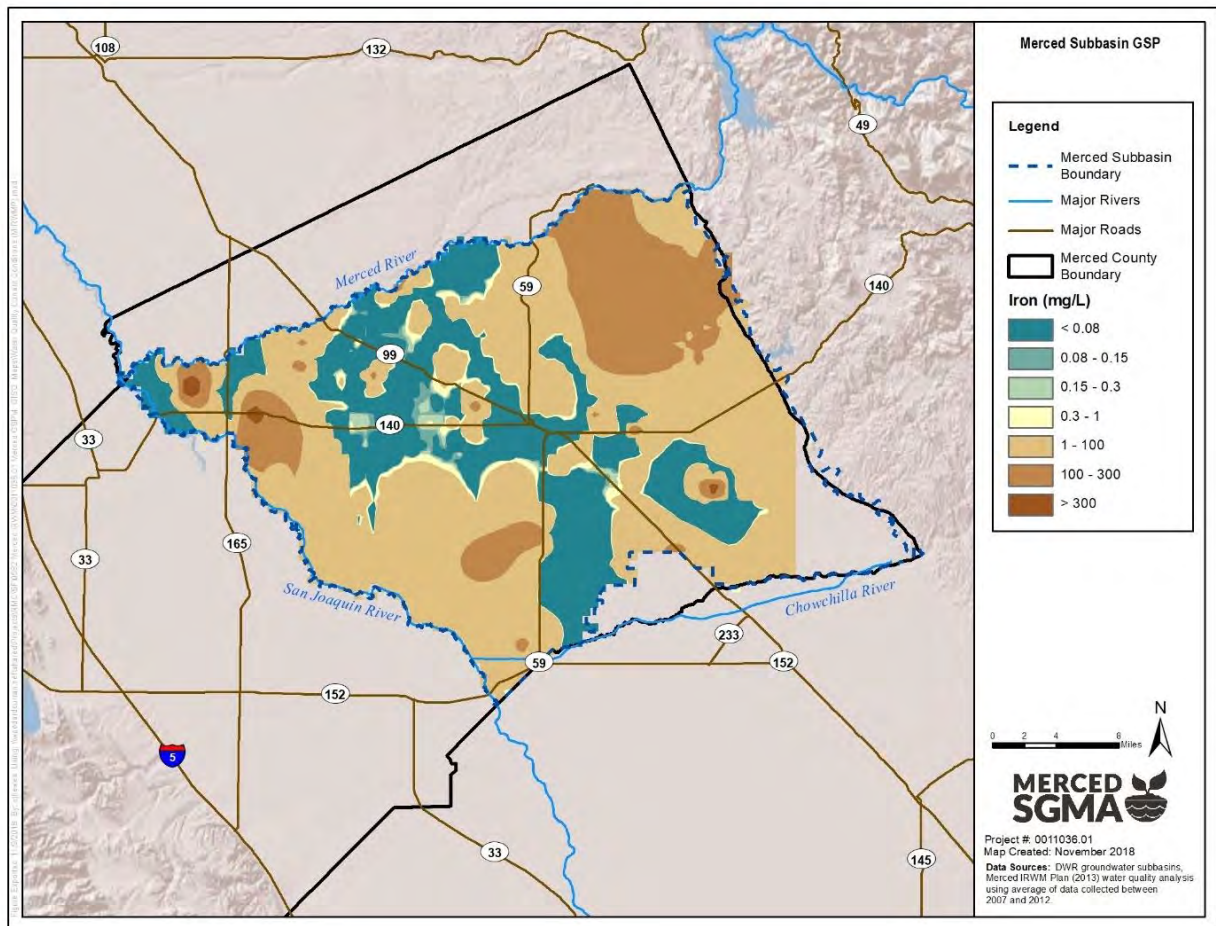 Merced Subbasin GSP
Legend
Merced Subbasin
Boundary
Major Rivers
Major Roads
Merced County
Boundary
Iron (mg/L)
< 0.08
0.08 - 0.15
0.15 - 0.3
0.3 - 1
1 - 100
100 - 300
> 300
108
132
49
Merced River
59
140
99
140
33
165
33
San Joaquin River
Chowchilla River
233
59
152
152
5
33
145
N
0 2 4 8
Miles
MERCED
SGMA
Project #: 0011036.01
Map Created: November 2018
Data Sources: DWR groundwater subbasins,
Merced IRWM Plan (2013) water quality analysis
using average of data collected between
2007 and 2012.